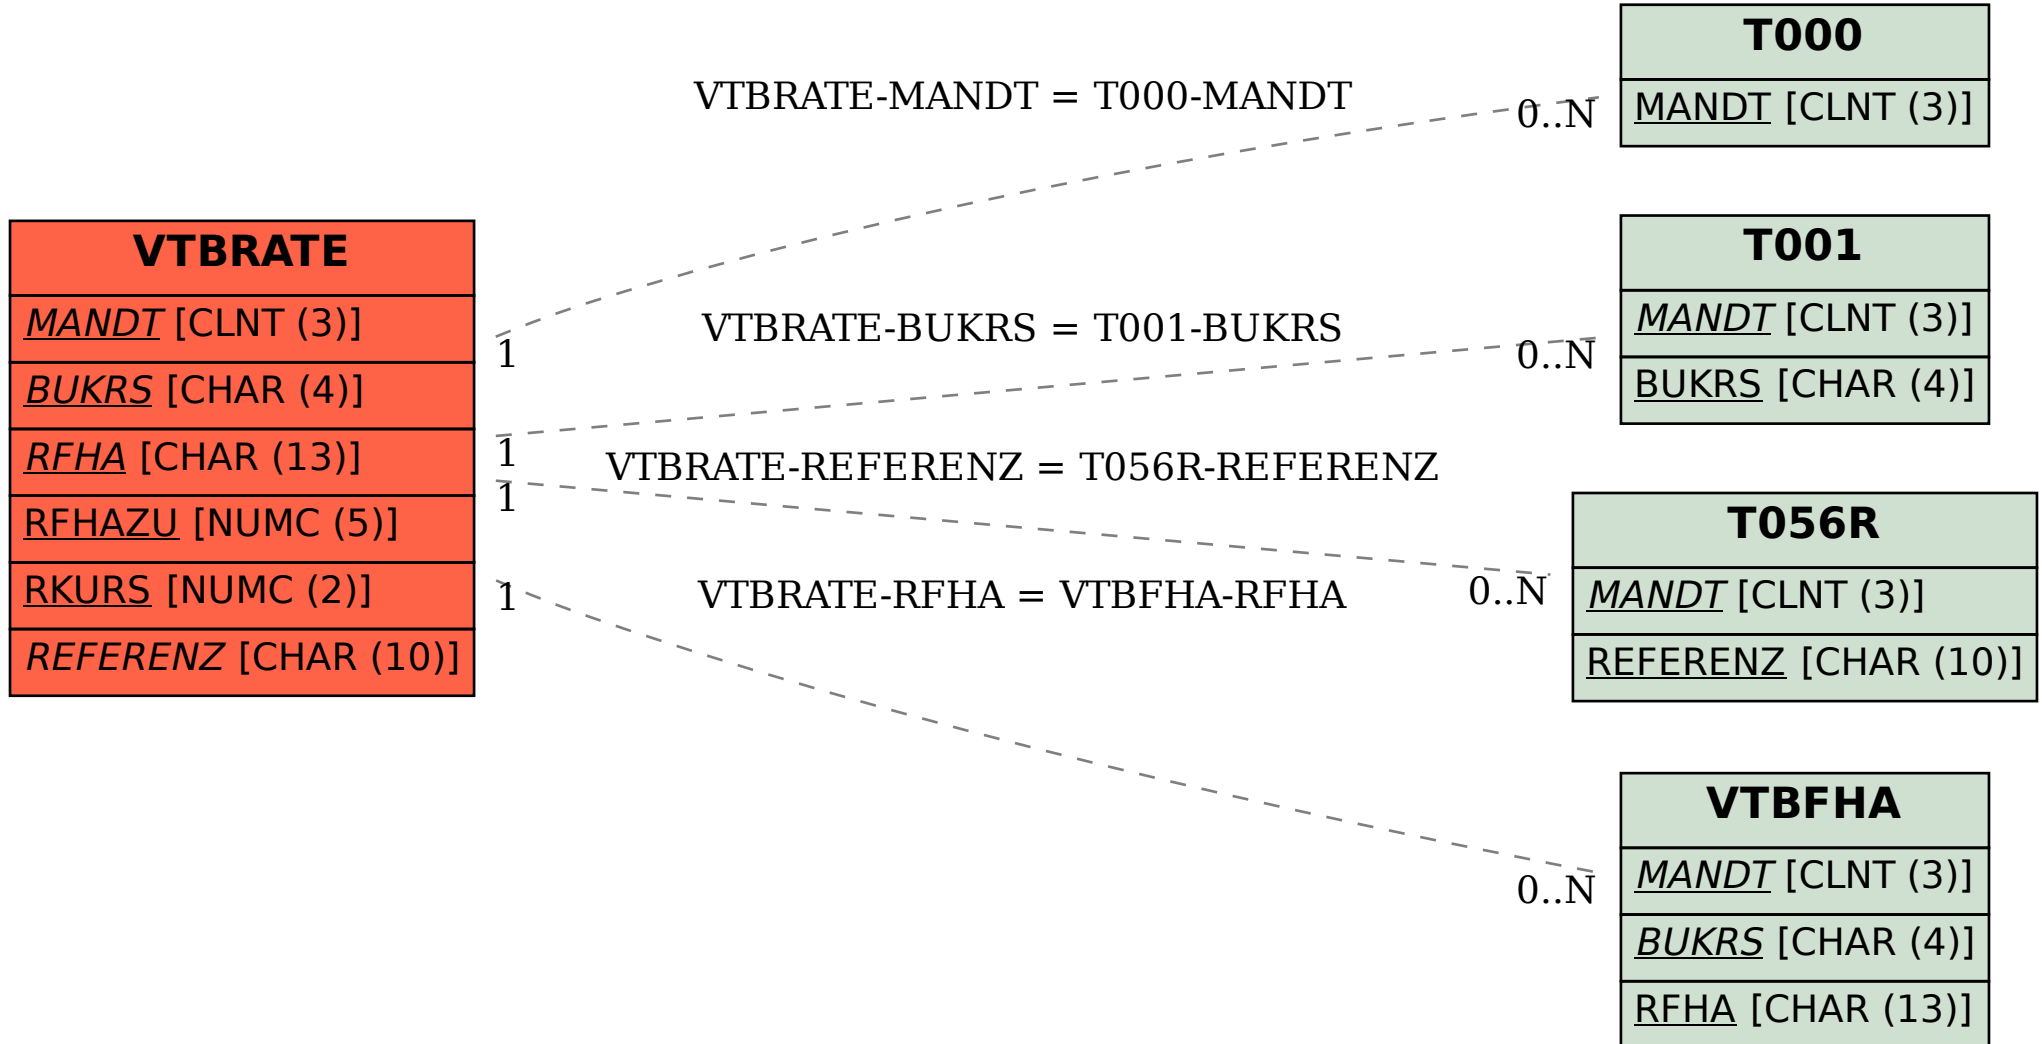 VTBRATE
MANDT [CLNT (3)]
BUKRS [CHAR (4)]
RFHA [CHAR (13)]
RFHAZU [NUMC (5)]
RKURS [NUMC (2)]
REFERENZ [CHAR (10)]
VTBRATE-MANDT = T000-MANDT
1
0..N
VTBRATE-BUKRS = T001-BUKRS
1
0..N
VTBRATE-REFERENZ = T056R-REFERENZ
1
0..N
VTBRATE-RFHA = VTBFHA-RFHA
1
0..N
T000
MANDT [CLNT (3)]
T001
MANDT [CLNT (3)]
BUKRS [CHAR (4)]
T056R
MANDT [CLNT (3)]
REFERENZ [CHAR (10)]
VTBFHA
MANDT [CLNT (3)]
BUKRS [CHAR (4)]
RFHA [CHAR (13)]